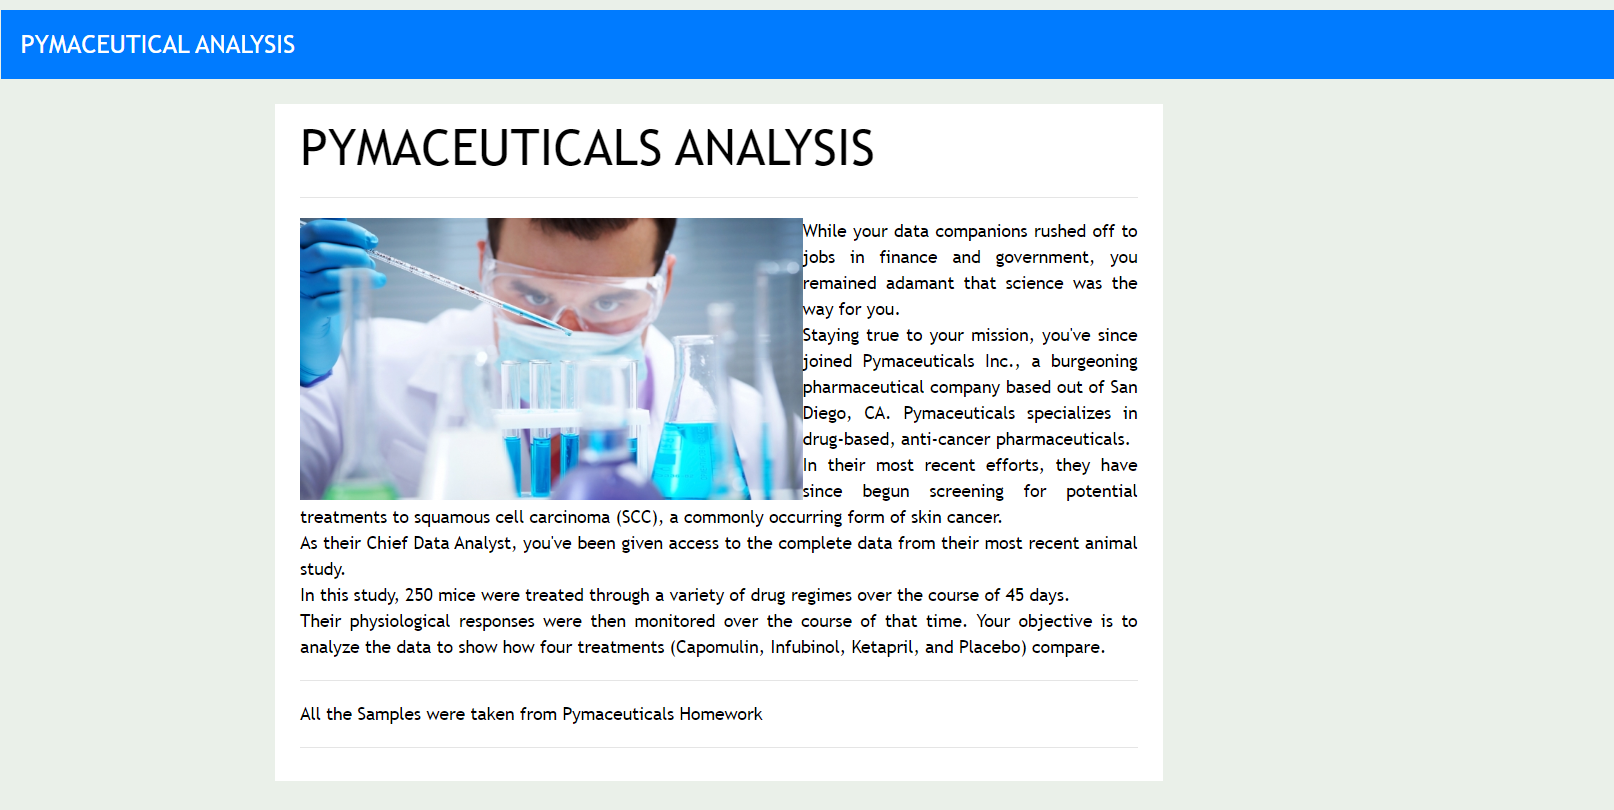 PYMACEUTICAL ANALYSIS
PYMACEUTICALS ANALYSIS
While your data companions rushed off to
jobs in finance and government, you
remained adamant that science was the
way for you.
Staying true to your mission, you've since
joined Pymaceuticals Inc., a burgeoning
pharmaceutical company based out of San
Diego, CA. Pymaceuticals specializes in
drug-based, anti-cancer pharmaceuticals.
In their most recent efforts, they have
since begun screening for potential
treatments to squamous cell carcinoma (SCC), a commonly occurring form of skin cancer.
As their Chief Data Analyst, you've been given access to the complete data from their most recent animal
study.
In this study, 250 mice were treated through a variety of drug regimes over the course of 45 days.
Their physiological responses were then monitored over the course of that time. Your objective is to
analyze the data to show how four treatments (Capomulin, Infubinol, Ketapril, and Placebo) compare.
All the Samples were taken from Pymaceuticals Homework